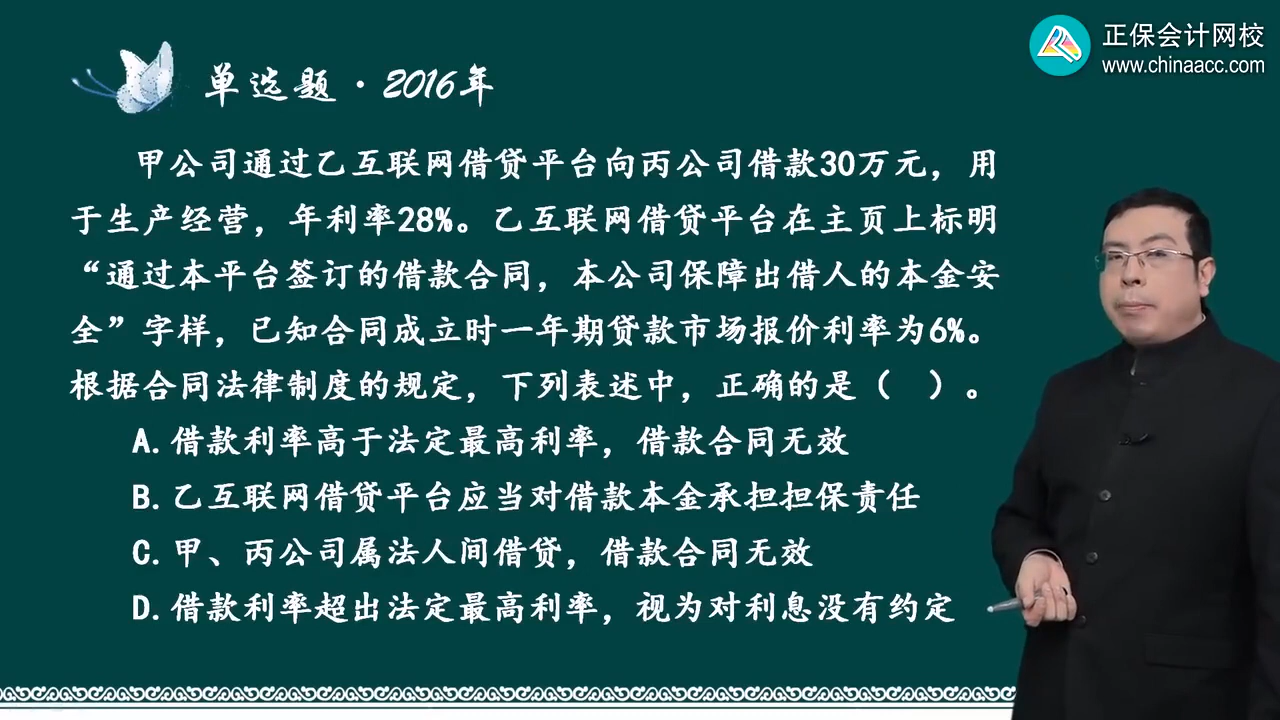 正保会计网校
www.chinaacc.com
单选题·2016年
甲公司通过乙互联网借贷平台向丙公司借款30万元，用
于生产经营，年利率28%。乙互联网借贷平台在主页上标明
“通过本平台签订的借款合同，本公司保障出借人的本金安
全”字样，已知合同成立时一年期贷款市场报价利率为6%。
根据合同法律制度的规定，下列表述中，正确的是（ ）。
A.借款利率高于法定最高利率，借款合同无效
B.乙互联网借贷平台应当对借款本金承担担保责任
C.甲、丙公司属法人间借贷，借款合同无效
D.借款利率超出法定最高利率，视为对利息没有约定